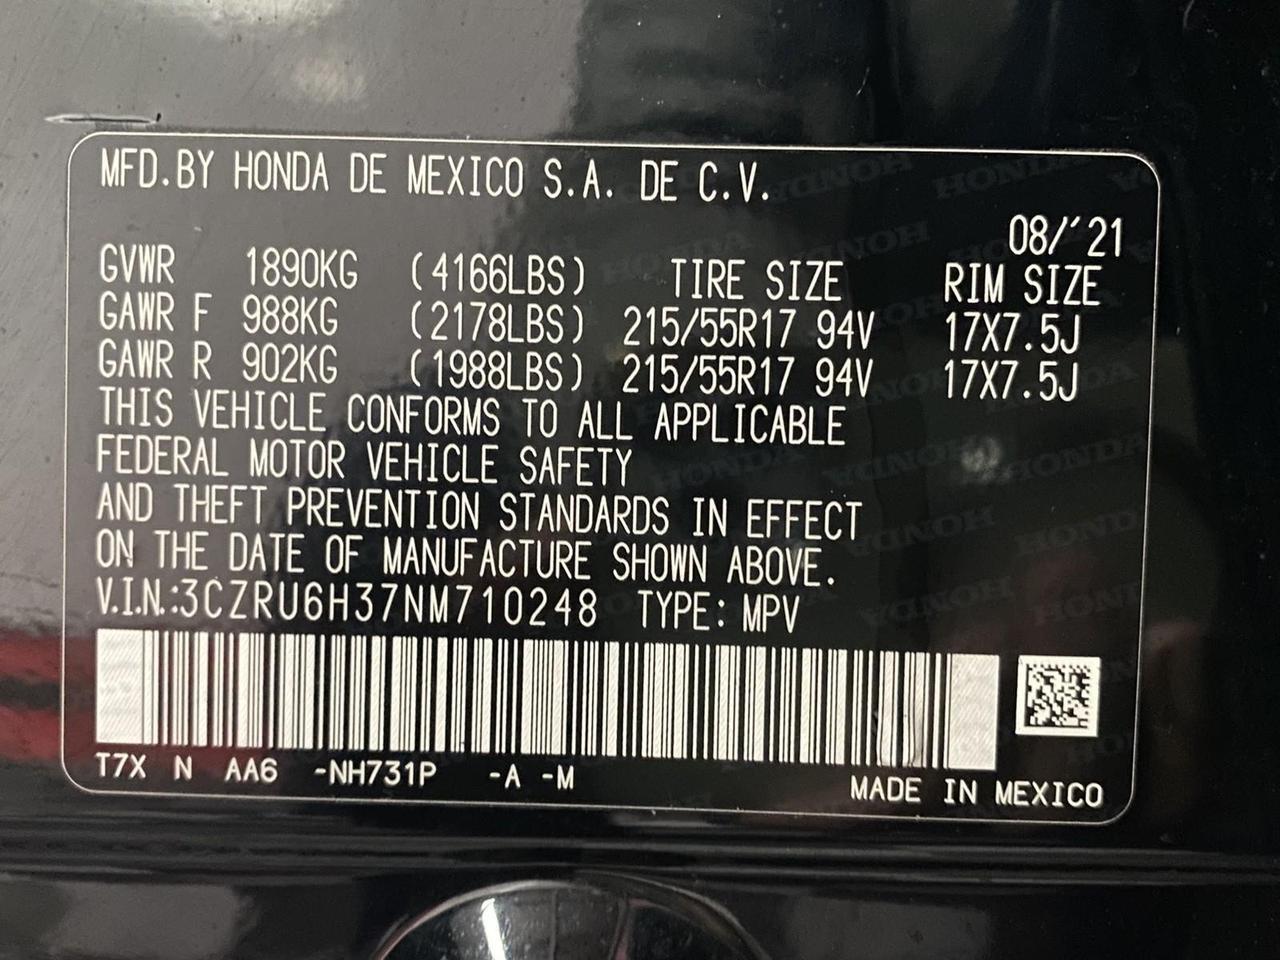 MFD.BY HONDA DE MEXICO S.A. DE C.V.
08/'21
GVWR 1890KG (4166LBS) TIRE SIZE RIM SIZE
GAWR F 988KG (2178LBS) 215/55R17 94V 17X7.5J
GAWR R 902KG (1988LBS) 215/55R17 94V 17X7.5J
THIS VEHICLE CONFORMS TO ALL APPLICABLE
FEDERAL MOTOR VEHICLE SAFETY
AND THEFT PREVENTION STANDARDS IN EFFECT
ON THE DATE OF MANUFACTURE SHOWN ABOVE.
V.I.N.:3CZRU6H37NM710248 TYPE: MPV
T7X N AA6 -NH731P -A -M
MADE IN MEXICO